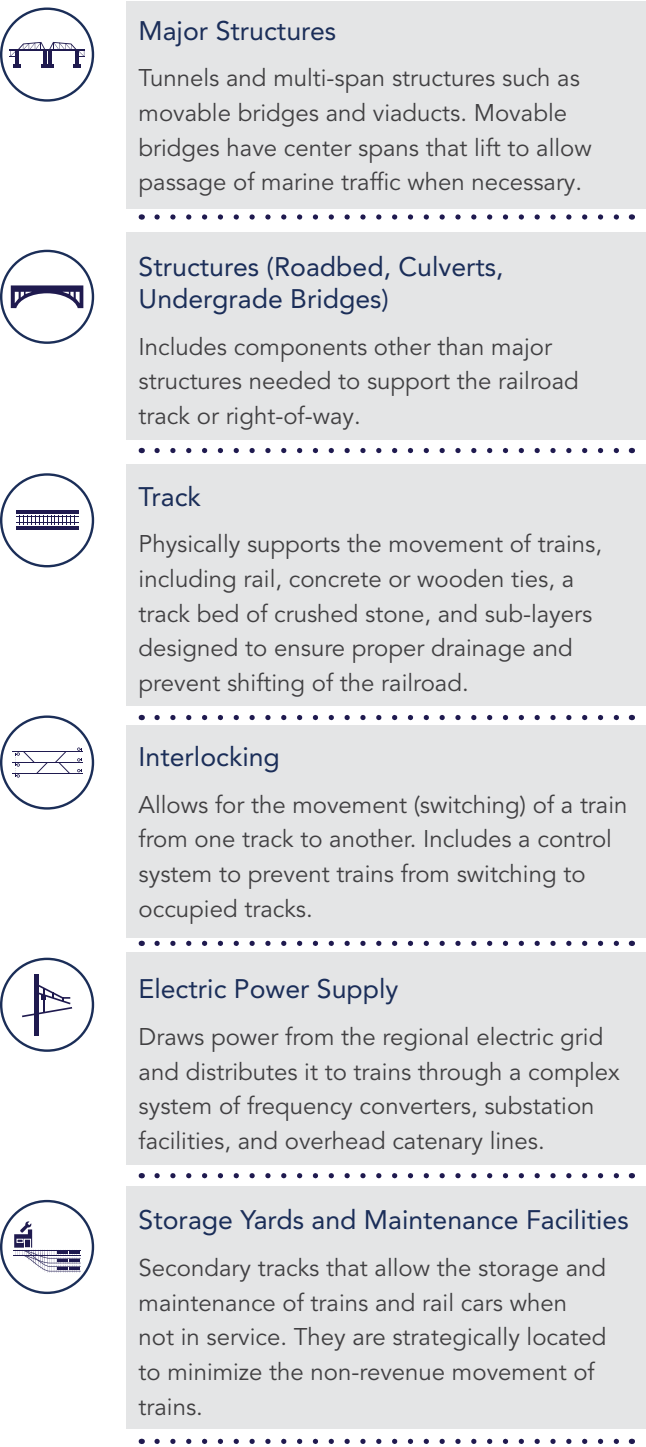 Major Structures
Tunnels and multi-span structures such as
movable bridges and viaducts. Movable
bridges have center spans that lift to allow
passage of marine traffic when necessary.
Structures (Roadbed, Culverts,
Undergrade Bridges)
Includes components other than major
structures needed to support the railroad
track or right-of-way.
Track
Physically supports the movement of trains,
including rail, concrete or wooden ties, a
track bed of crushed stone, and sub-layers
designed to ensure proper drainage and
prevent shifting of the railroad.
Interlocking
Allows for the movement (switching) of a train
from one track to another. Includes a control
system to prevent trains from switching to
occupied tracks.
Electric Power Supply
Draws power from the regional electric grid
and distributes it to trains through a complex
system of frequency converters, substation
facilities, and overhead catenary lines.
Storage Yards and Maintenance Facilities
Secondary tracks that allow the storage and
maintenance of trains and rail cars when
not in service. They are strategically located
to minimize the non-revenue movement of
trains.